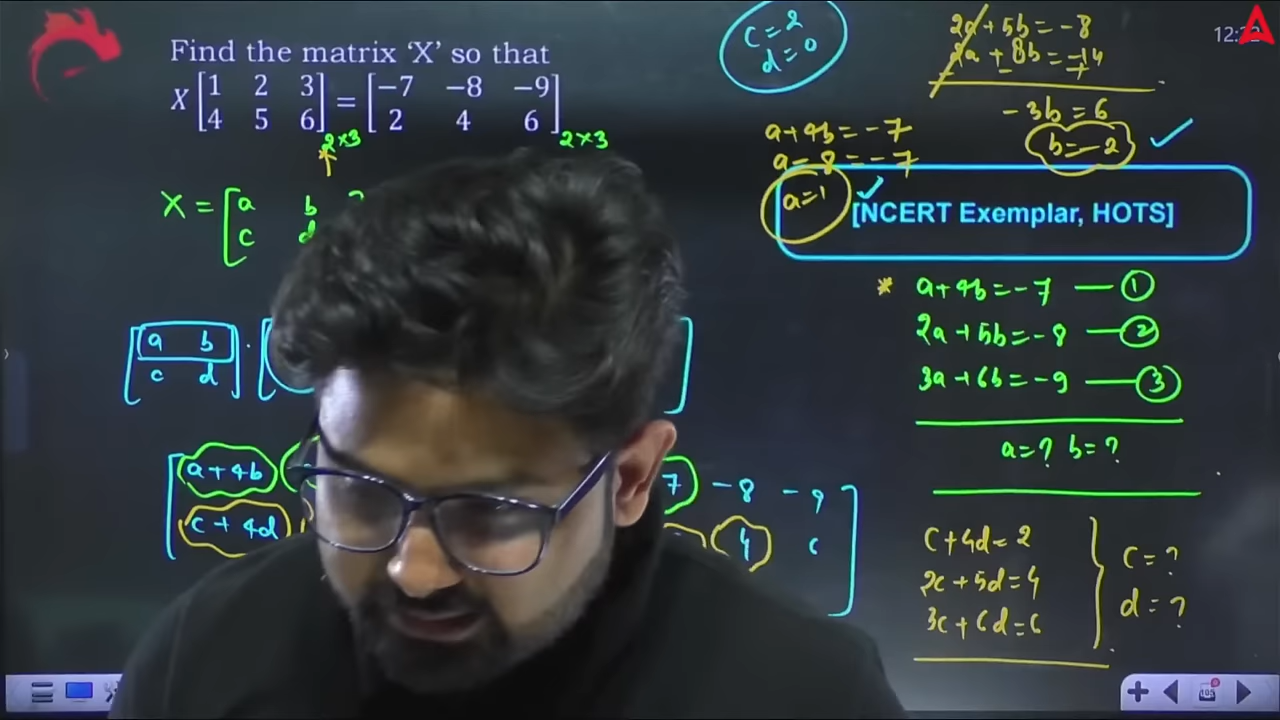 Find the matrix 'X' so that
X [1 2 3] = [-7 -8 -9]
[4 5 6] 2×3 [2 4 6] 2×3
X = [a b ?
[c d
[a b] · [
[c d]
[a+4b
7 -8 -9]
[c+4d
4 6]
c=2
d=0
2a+5b=-8
2a+8b=-14
- - +
-3b=6
b=-2
a+4b=-7
a-8=-7
a=1
[NCERT Exemplar, HOTS]
* a+4b=-7 — 1
2a+5b=-8 — 2
3a+6b=-9 — 3
a=? b=?
c+4d=2
2c+5d=4
3c+6d=6
} c=?
d=?